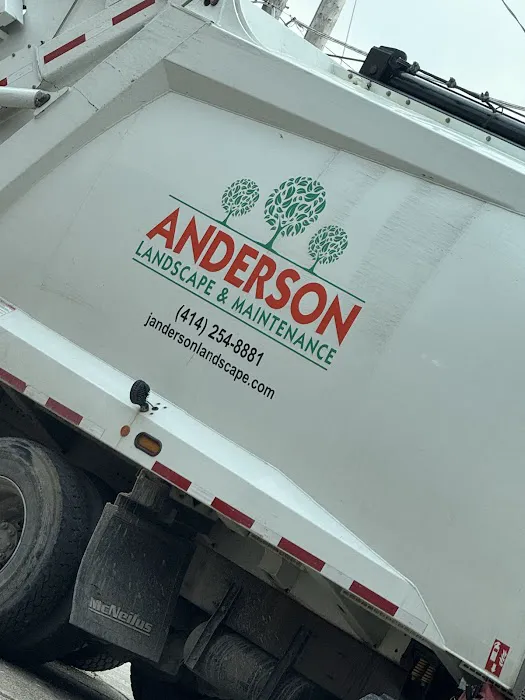 ANDERSON
LANDSCAPE & MAINTENANCE
(414) 254-8881
jandersonlandscape.com
McNeilus